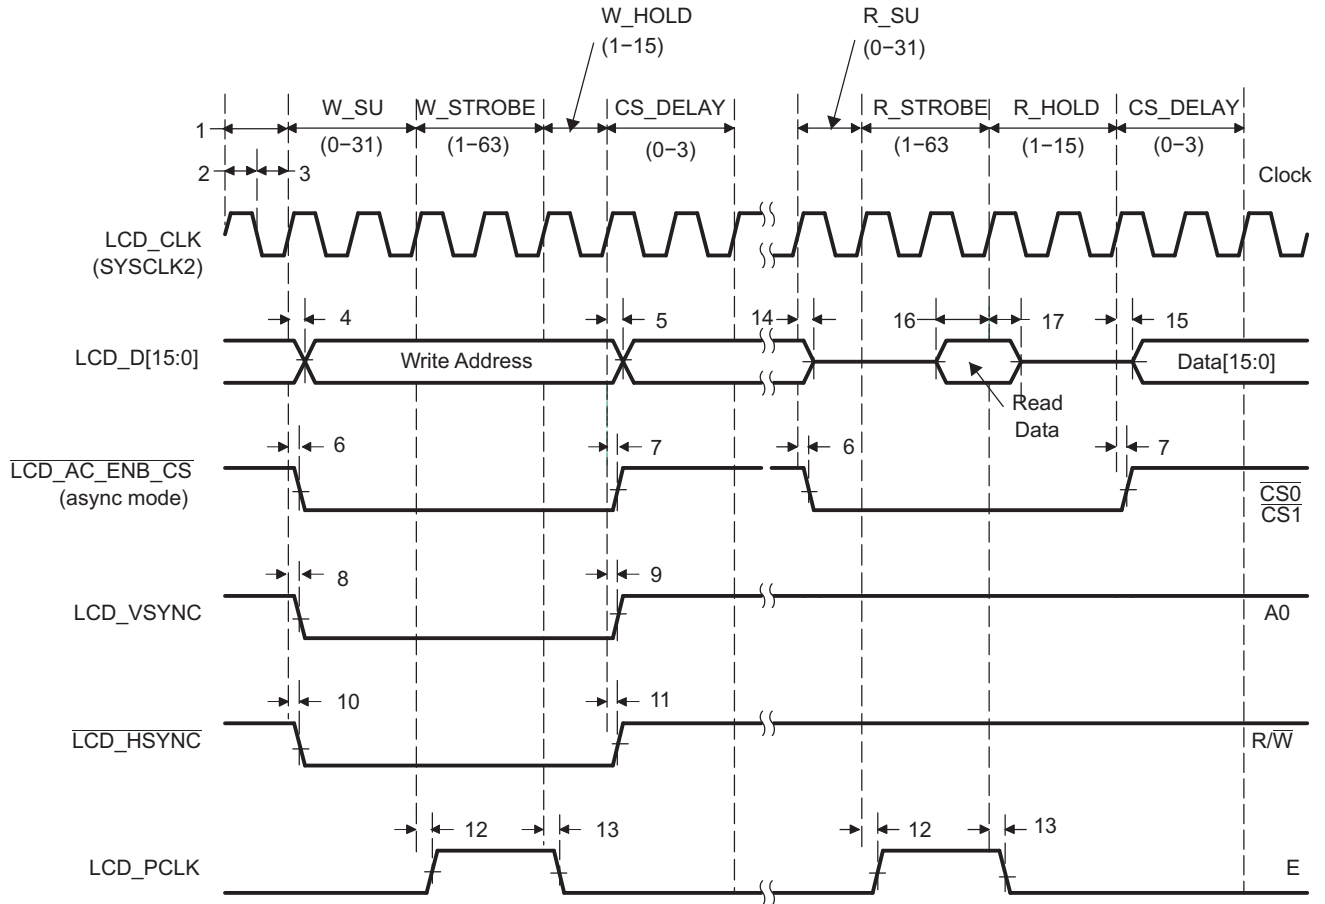 W_HOLD
(1−15)
R_SU
(0−31)
W_SU
W_STROBE
CS_DELAY
R_STROBE
R_HOLD
CS_DELAY
1
(0−31)
(1−63)
(0−3)
(1−63
(1−15)
(0−3)
2
3
Clock
LCD_CLK
(SYSCLK2)
4
5
14
16
17
15
LCD_D[15:0]
Write Address
Data[15:0]
Read
Data
6
7
6
7
LCD_AC_ENB_CS
(async mode)
CS0
CS1
8
9
LCD_VSYNC
A0
10
11
LCD_HSYNC
R/W
12
13
12
13
LCD_PCLK
E